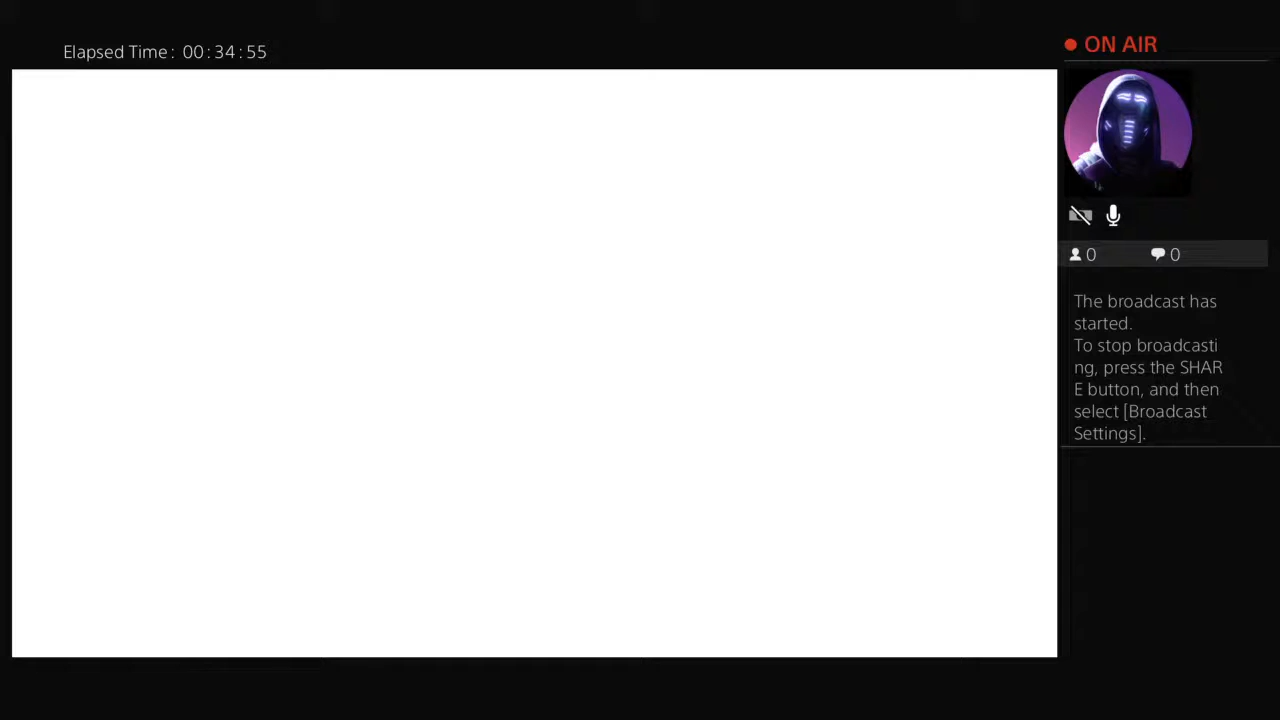 Elapsed Time: 00:34:55
ON AIR
0 0
The broadcast has
started.
To stop broadcasti
ng, press the SHAR
E button, and then
select [Broadcast
Settings].